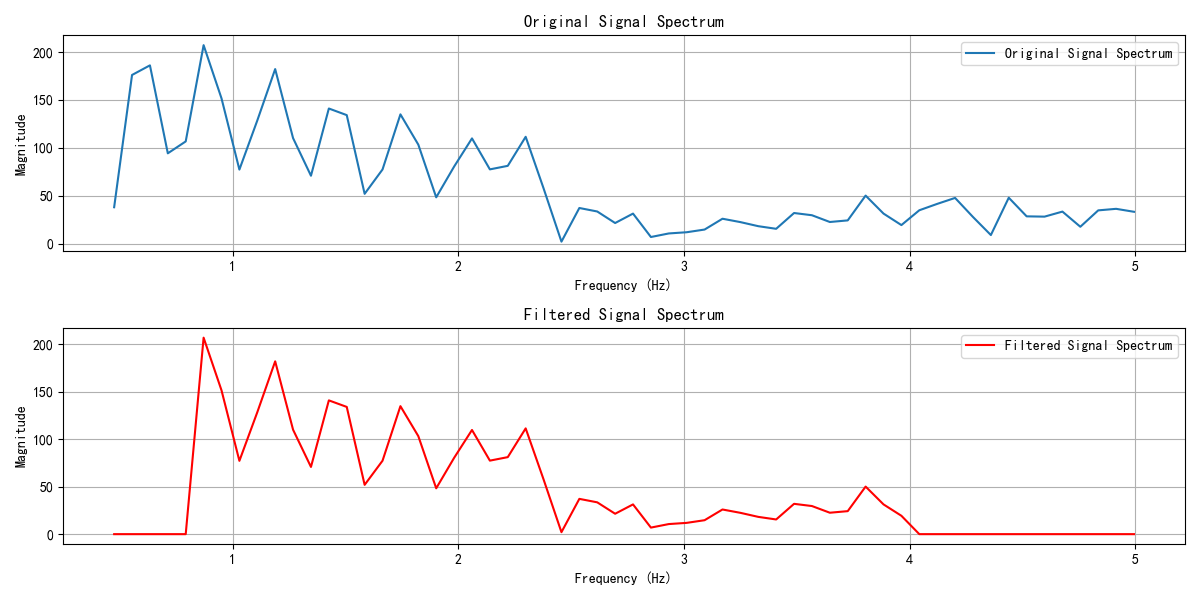 Original Signal Spectrum
200
150
100
50
0
Magnitude
Original Signal Spectrum
1 2 3 4 5
Frequency (Hz)
Filtered Signal Spectrum
200
150
100
50
0
Magnitude
Filtered Signal Spectrum
1 2 3 4 5
Frequency (Hz)